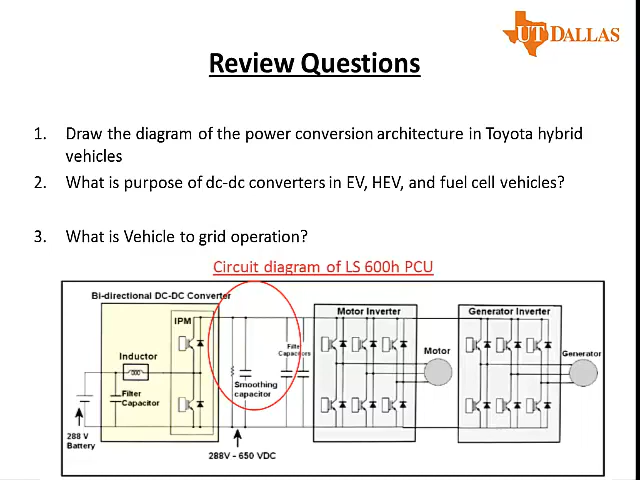 UT DALLAS
Review Questions
1. Draw the diagram of the power conversion architecture in Toyota hybrid
vehicles
2. What is purpose of dc-dc converters in EV, HEV, and fuel cell vehicles?
3. What is Vehicle to grid operation?
Circuit diagram of LS 600h PCU
Bi-directional DC-DC Converter
IPM
Inductor
Filter
Capacitor
288 V
Battery
Smoothing
capacitor
288V - 650 VDC
Filter
Capacitors
Motor Inverter
Motor
Generator Inverter
Generator